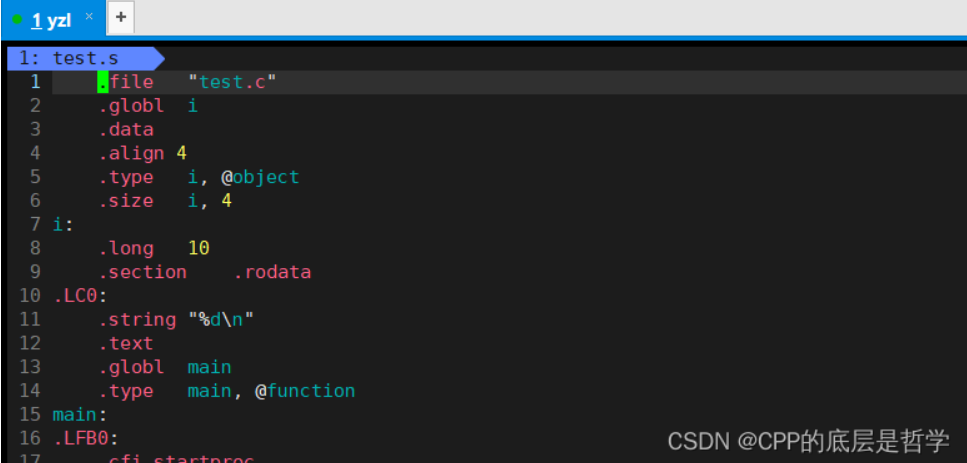 1 yzl × +
1: test.s
1 .file "test.c"
2 .globl i
3 .data
4 .align 4
5 .type i, @object
6 .size i, 4
7 i:
8 .long 10
9 .section .rodata
10 .LC0:
11 .string "%d\n"
12 .text
13 .globl main
14 .type main, @function
15 main:
16 .LFB0:
17 .cfi_startproc
CSDN @CPP的底层是哲学